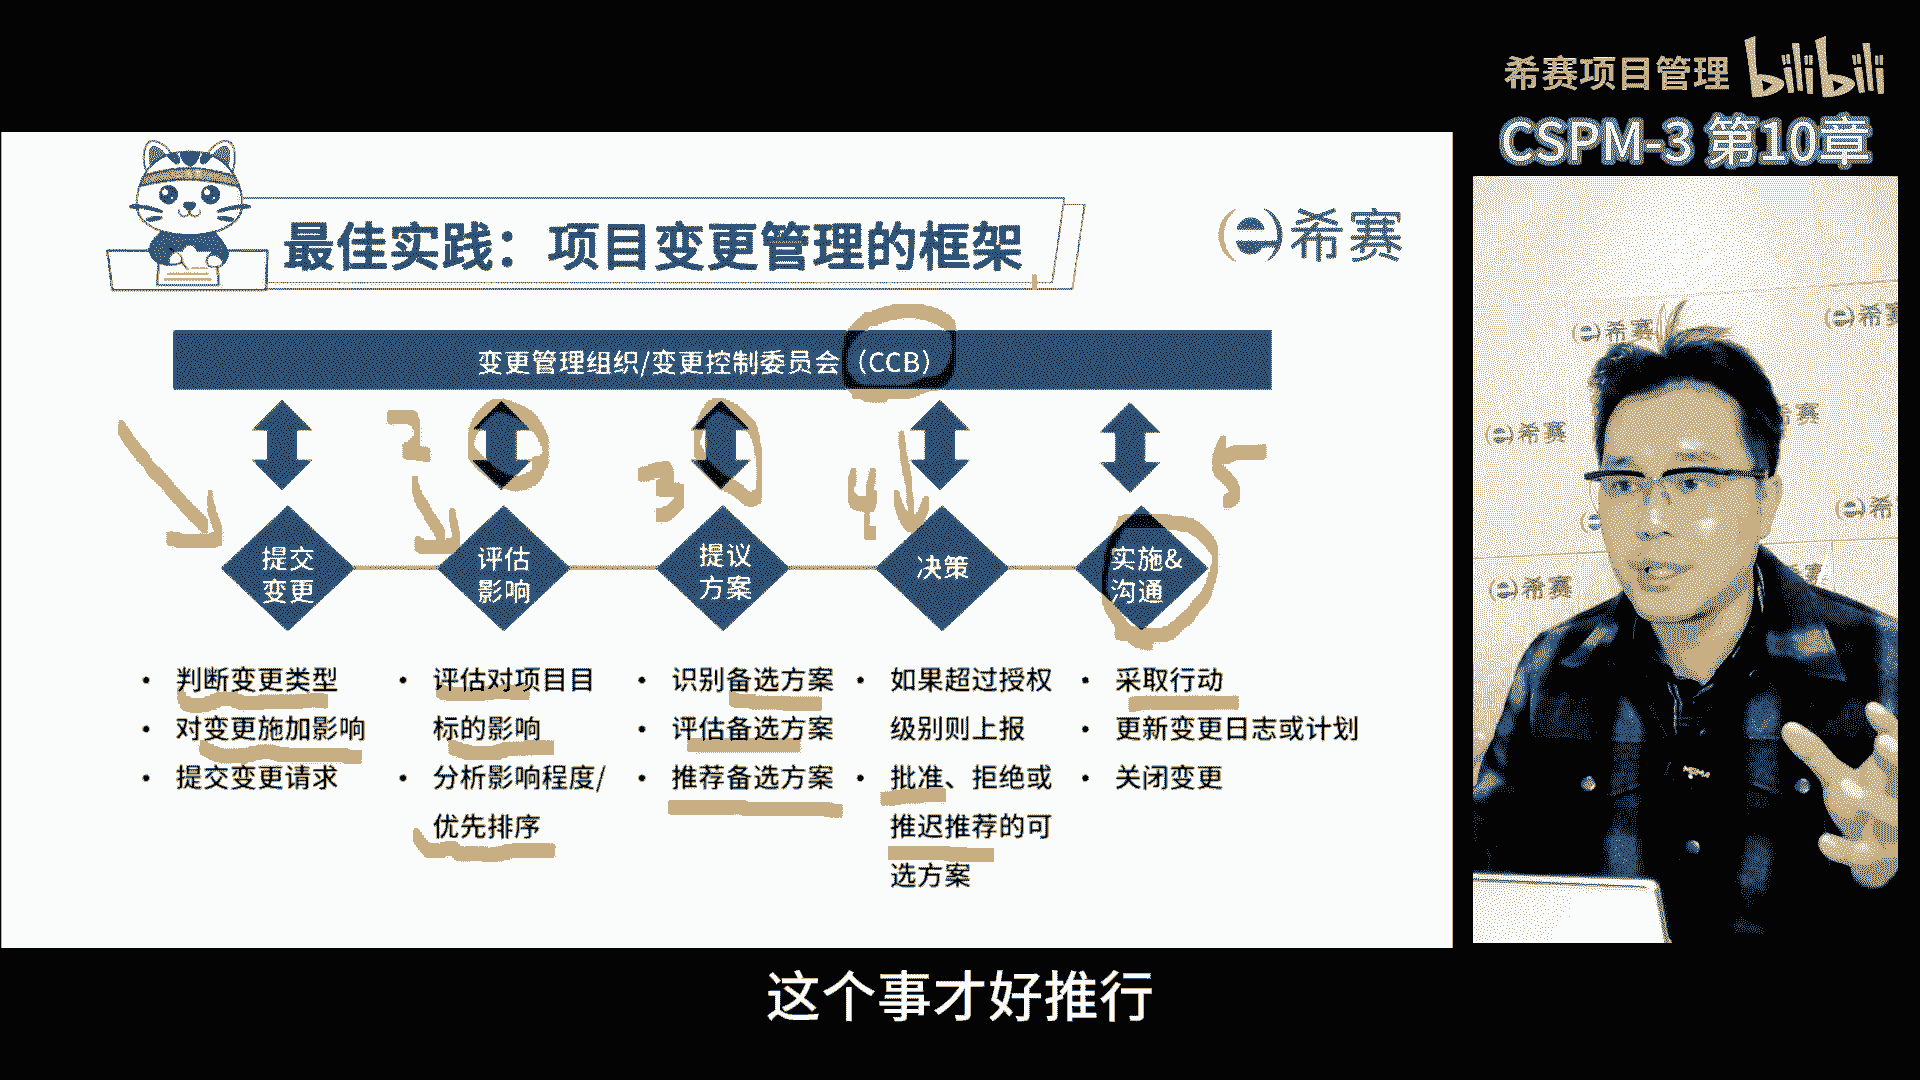 希赛项目管理 bilibili
CSPM-3 第10章
最佳实践：项目变更管理的框架
希赛
变更管理组织/变更控制委员会（CCB）
2
3
4
5
提交
变更
评估
影响
提议
方案
决策
实施&
沟通
• 判断变更类型
• 对变更施加影响
• 提交变更请求
• 评估对项目目
标的影响
• 分析影响程度/
优先排序
• 识别备选方案
• 评估备选方案
• 推荐备选方案
• 如果超过授权
级别则上报
• 批准、拒绝或
推迟推荐的可
选方案
• 采取行动
• 更新变更日志或计划
• 关闭变更
希赛
希赛
希赛
希赛
希
希赛
这个事才好推行